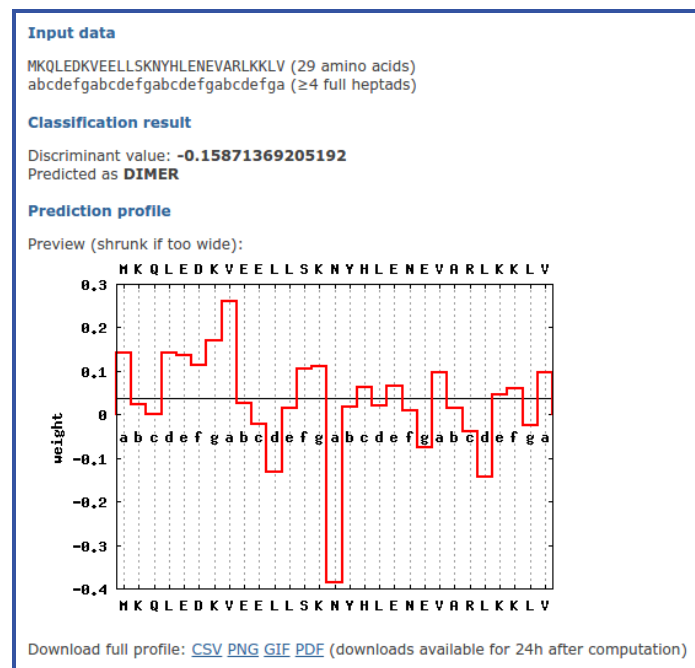 Input data
MKQLEDKVEELLSKNYHLENEVARLKKLV (29 amino acids)
abcdefgabcdefgabcdefgabcdefga (≥4 full heptads)
Classification result
Discriminant value: -0.15871369205192
Predicted as DIMER
Prediction profile
Preview (shrunk if too wide):
M K Q L E D K V E E L L S K N Y H L E N E V A R L K K L V
0.3
0.2
0.1
0
-0.1
-0.2
-0.3
-0.4
weight
a b c d e f g a b c d e f g a b c d e f g a b c d e f g a
M K Q L E D K V E E L L S K N Y H L E N E V A R L K K L V
Download full profile: CSV PNG GIF PDF (downloads available for 24h after computation)